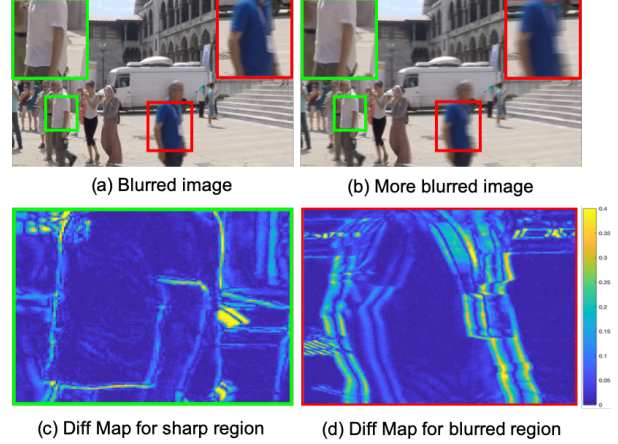 (a) Blurred image
(b) More blurred image
0.4
0.35
0.3
0.25
0.2
0.15
0.1
0.05
0
(c) Diff Map for sharp region
(d) Diff Map for blurred region